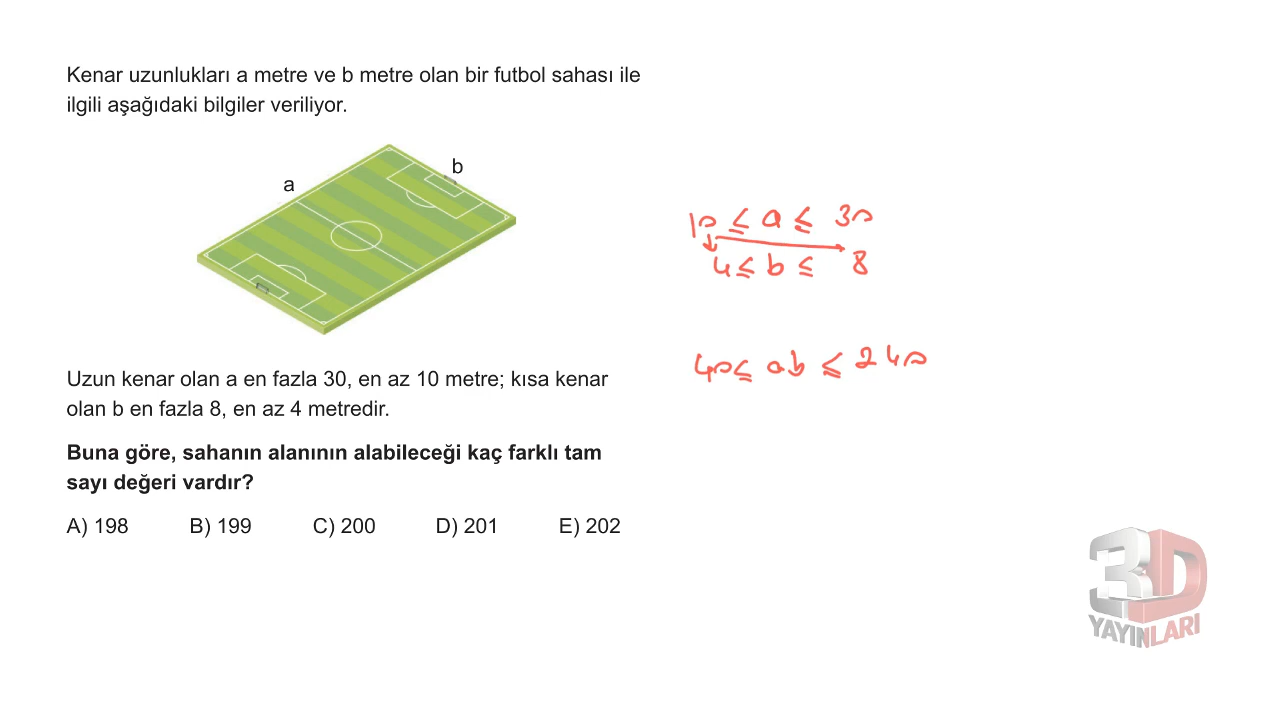 Kenar uzunlukları a metre ve b metre olan bir futbol sahası ile
ilgili aşağıdaki bilgiler veriliyor.
a
b
10 ≤ a ≤ 30
4 ≤ b ≤ 8
40 ≤ ab ≤ 240
Uzun kenar olan a en fazla 30, en az 10 metre; kısa kenar
olan b en fazla 8, en az 4 metredir.
Buna göre, sahanın alanının alabileceği kaç farklı tam
sayı değeri vardır?
A) 198 B) 199 C) 200 D) 201 E) 202
3D
YAYINLARI